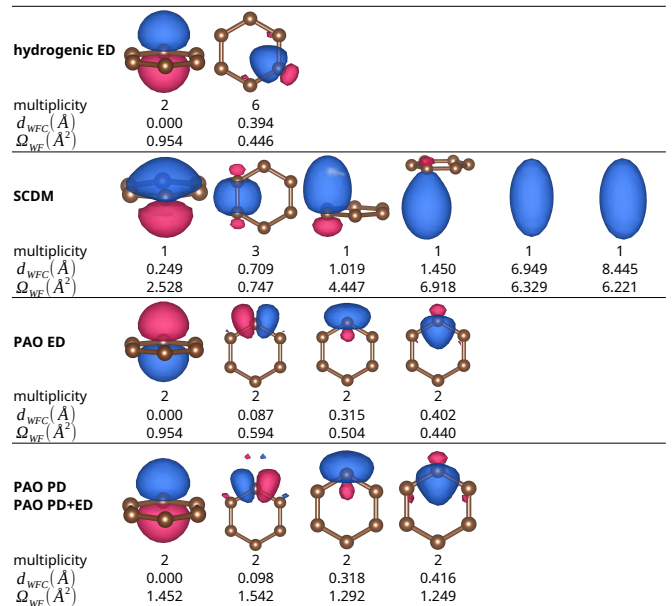 hydrogenic ED
multiplicity 2 6
d_WFC(Å) 0.000 0.394
Ω_WF(Å²) 0.954 0.446
SCDM
multiplicity 1 3 1 1 1 1
d_WFC(Å) 0.249 0.709 1.019 1.450 6.949 8.445
Ω_WF(Å²) 2.528 0.747 4.447 6.918 6.329 6.221
PAO ED
multiplicity 2 2 2 2
d_WFC(Å) 0.000 0.087 0.315 0.402
Ω_WF(Å²) 0.954 0.594 0.504 0.440
PAO PD
PAO PD+ED
multiplicity 2 2 2 2
d_WFC(Å) 0.000 0.098 0.318 0.416
Ω_WF(Å²) 1.452 1.542 1.292 1.249